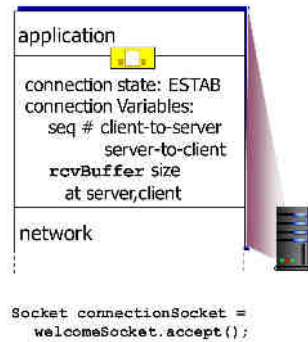 application
connection state: ESTAB
connection Variables:
seq # client-to-server
server-to-client
rcvBuffer size
at server,client
network
Socket connectionSocket =
welcomeSocket.accept();